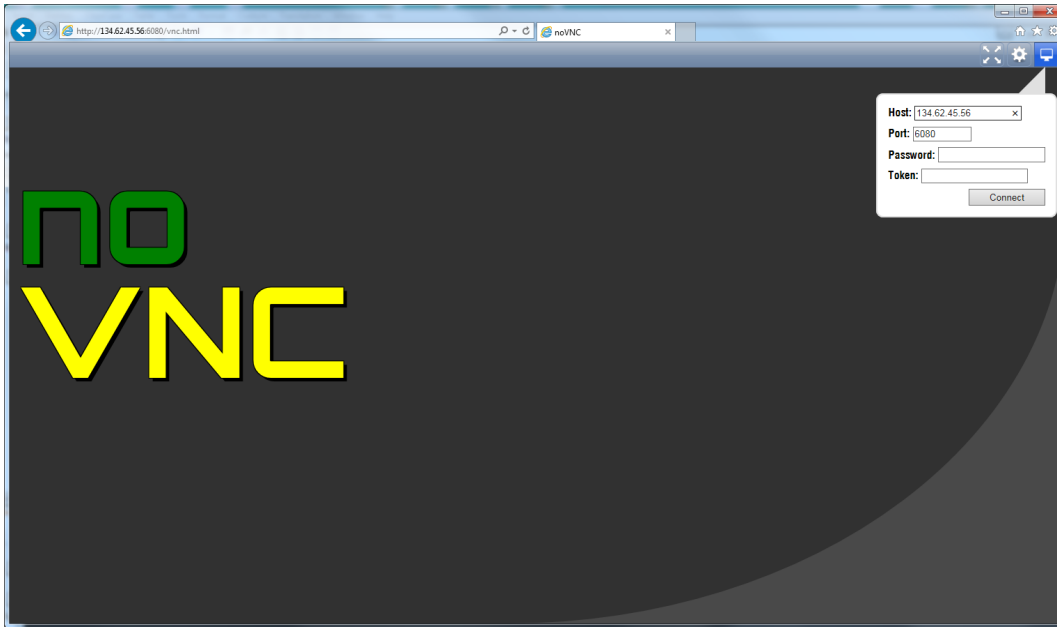 http://134.62.45.56:6080/vnc.html
noVNC
Host: 134.62.45.56
Port: 6080
Password:
Token:
Connect
no
VNC